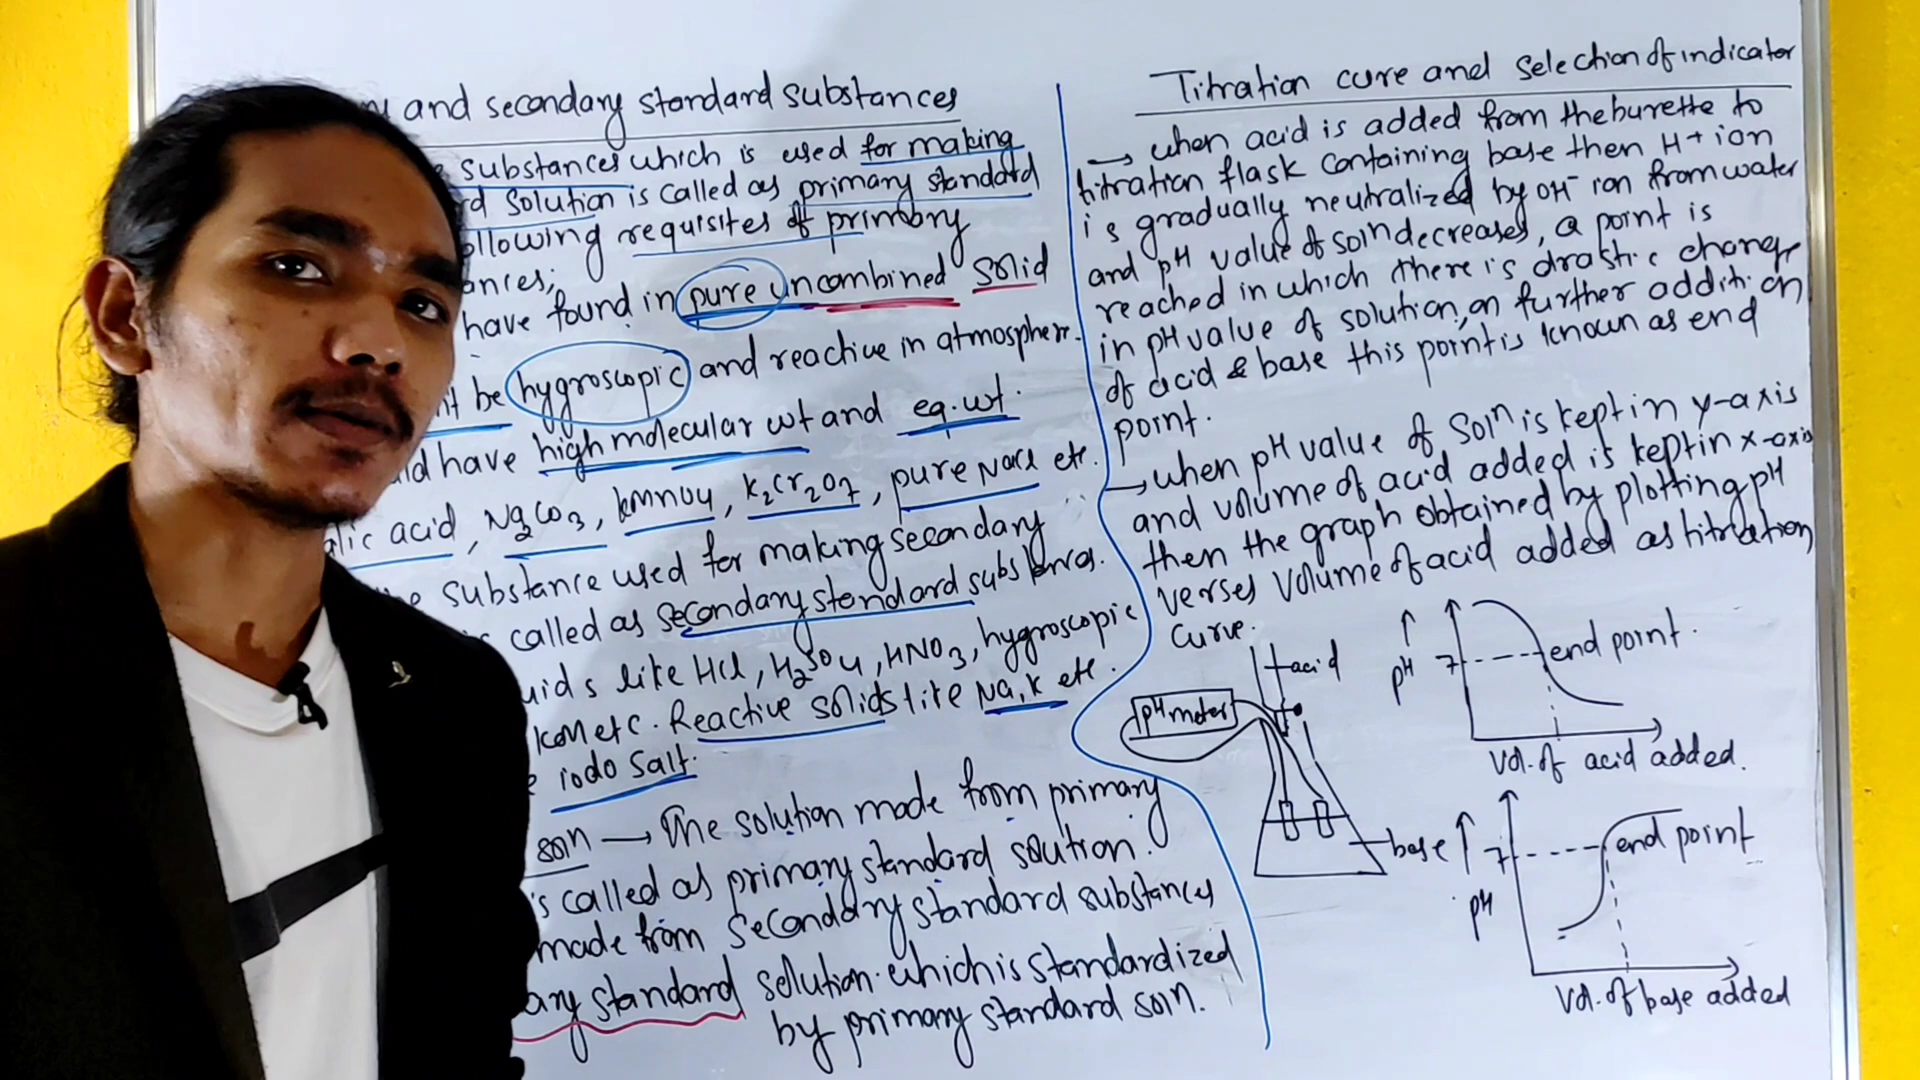 and secondary standard substances
substances which is used for making
rd solution is called as primary standard
ollowing requisites of primary
ances;
have found in pure uncombined solid
n't be hygroscopic and reactive in atmospher.
ld have high molecular wt and eq. wt.
alic acid, Na2CO3, kmnO4, K2Cr2O7, pure NaCl etc.
substance used for making secondary
called as secondary standard substances.
uids like HCl, H2SO4, HNO3, hygroscopic
KOH etc. Reactive solids like Na, K etc.
iodo salt.
soln → The solution made from primary
is called as primary standard solution.
made from secondary standard substances
ary standard solution. which is standardized
by primary standard soln.
Titration cure and selection of indicator
→ when acid is added from the burette to
titration flask containing base then H+ ion
is gradually neutralized by OH- ion from water
and pH value of soln decreases, a point is
reached in which there is drastic change
in pH value of solution, on further addition
of acid & base this point is known as end
point.
→ when pH value of soln is kept in y-axis
and volume of acid added is kept in x-axis
then the graph obtained by plotting pH
verses volume of acid added as titration
curve.
acid
pH meter
base
pH
7
end point.
Vol. of acid added.
pH
7
end point
Vol. of base added